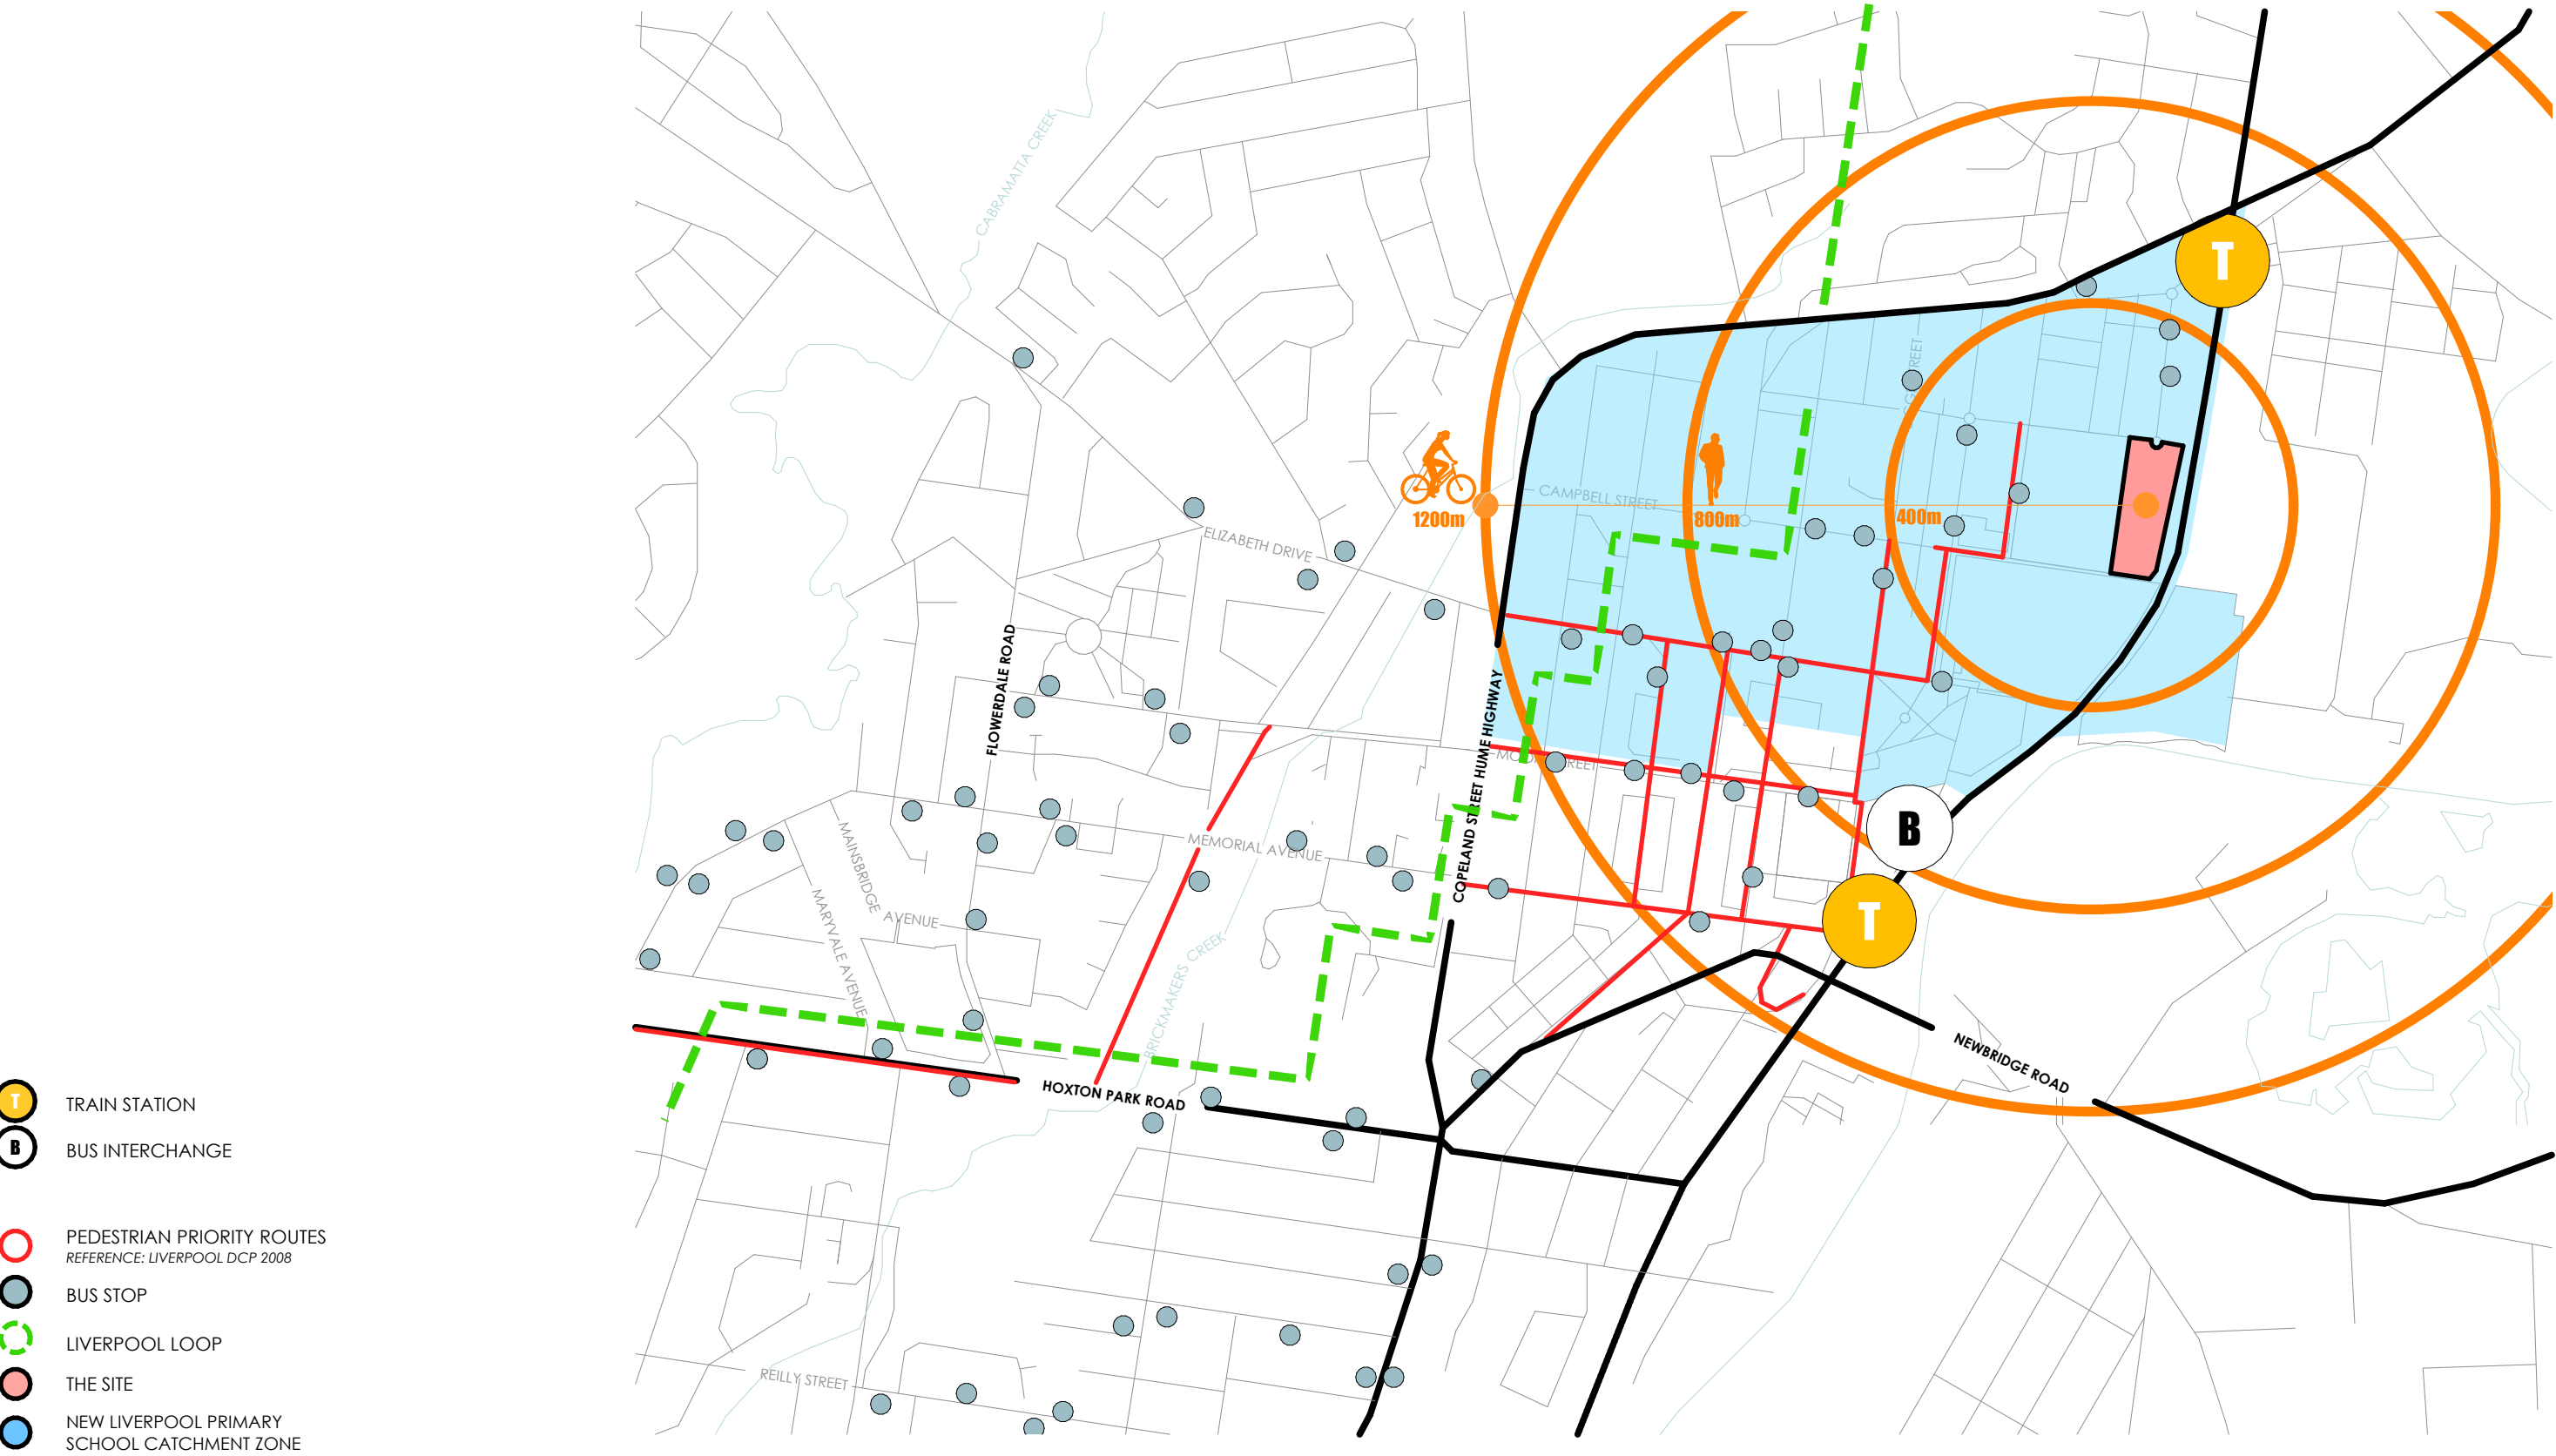 CABRAMATTA CREEK
T
CAMPBELL STREET
1200m
800m
400m
ELIZABETH DRIVE
FLOWERDALE ROAD
COPELAND STREET HUME HIGHWAY
MEMORIAL AVENUE
B
MAINSBRIDGE
AVENUE
MARYVALE AVENUE
T
BRICKMAKERS CREEK
HOXTON PARK ROAD
NEWBRIDGE ROAD
REILLY STREET
T
TRAIN STATION
B
BUS INTERCHANGE
PEDESTRIAN PRIORITY ROUTES
REFERENCE: LIVERPOOL DCP 2008
BUS STOP
LIVERPOOL LOOP
THE SITE
NEW LIVERPOOL PRIMARY
SCHOOL CATCHMENT ZONE